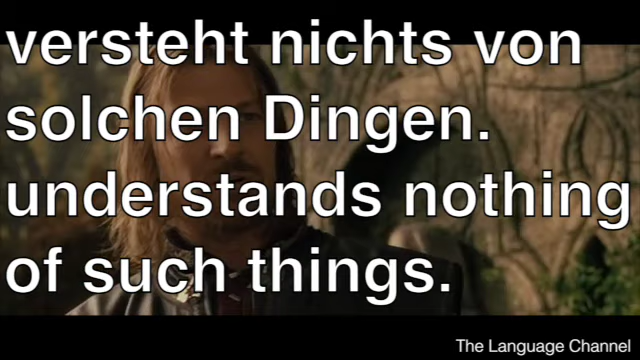 versteht nichts von
solchen Dingen.
understands nothing
of such things.
The Language Channel